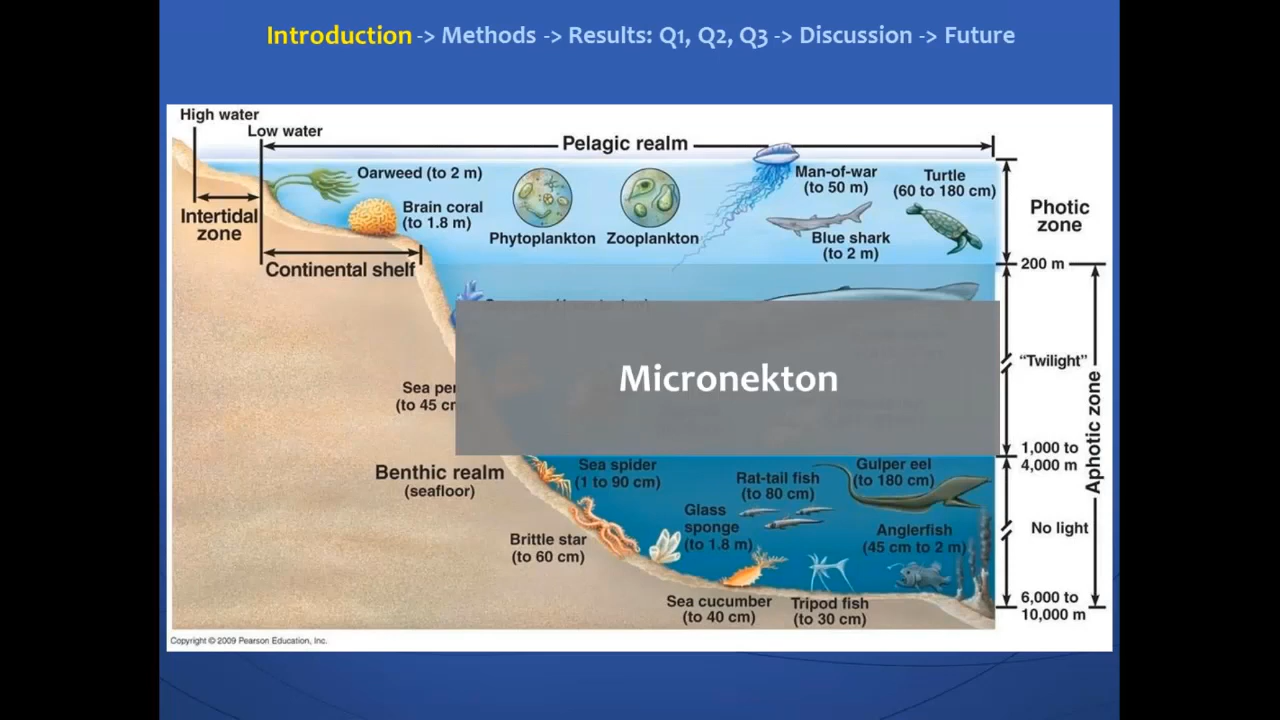 Introduction -> Methods -> Results: Q1, Q2, Q3 -> Discussion -> Future
High water
Low water
Pelagic realm
Oarweed (to 2 m)
Man-of-war
(to 50 m)
Turtle
(60 to 180 cm)
Brain coral
(to 1.8 m)
Intertidal
zone
Photic
zone
Phytoplankton
Zooplankton
Blue shark
(to 2 m)
Continental shelf
200 m
Micronekton
"Twilight"
Sea
(to 45
Aphotic zone
1,000 to
4,000 m
Benthic realm
(seafloor)
Sea spider
(1 to 90 cm)
Rat-tail fish
(to 80 cm)
Gulper eel
(to 180 cm)
Glass
sponge
(to 1.8 m)
No light
Brittle star
(to 60 cm)
Anglerfish
(45 cm to 2 m)
Sea cucumber
(to 40 cm)
Tripod fish
(to 30 cm)
6,000 to
10,000 m
Copyright © 2009 Pearson Education, Inc.